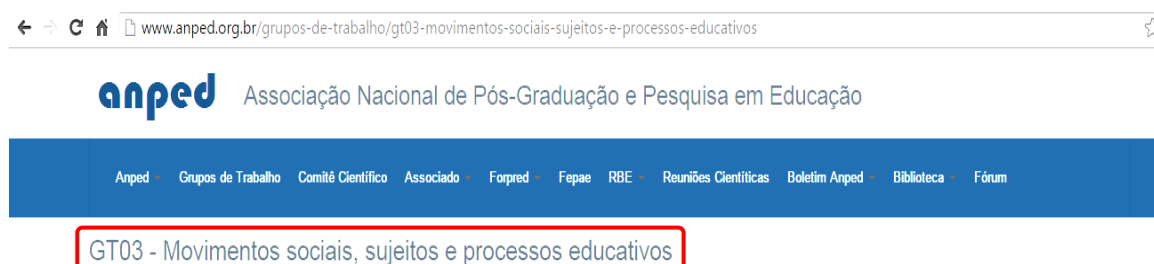 www.anped.org.br/grupos-de-trabalho/gt03-movimentos-sociais-sujeitos-e-processos-educativos
anped Associação Nacional de Pós-Graduação e Pesquisa em Educação
Anped Grupos de Trabalho Comitê Científico Associado Forpred Fepae RBE Reuniões Científicas Boletim Anped Biblioteca Fórum
GT03 - Movimentos sociais, sujeitos e processos educativos